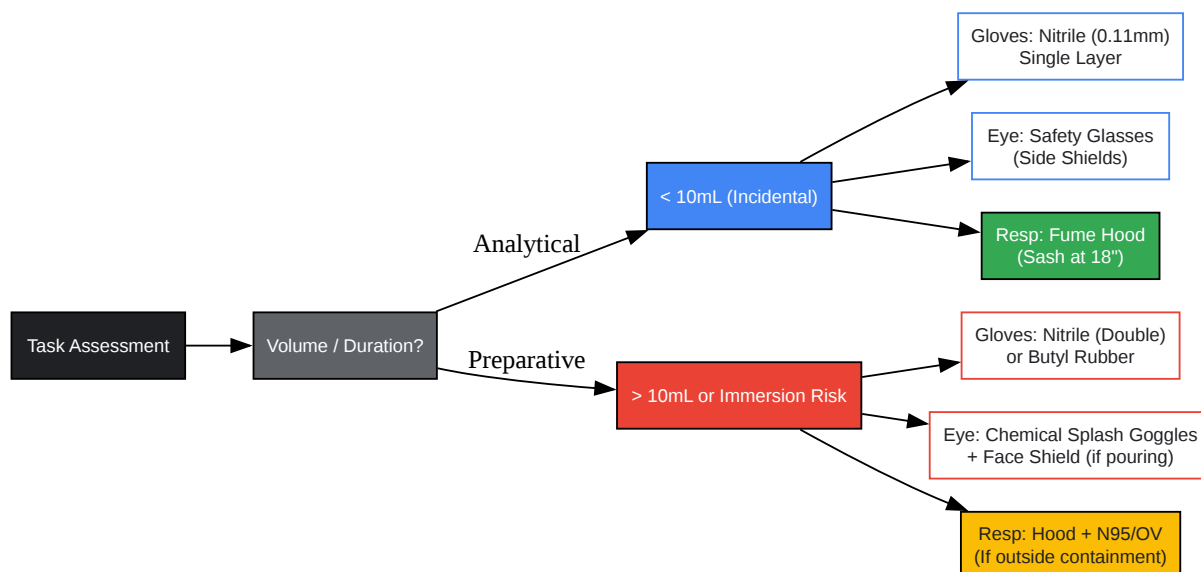 Task Assessment
Volume / Duration?
Analytical
Preparative
< 10mL (Incidental)
> 10mL or Immersion Risk
Gloves: Nitrile (0.11mm)
Single Layer
Eye: Safety Glasses
(Side Shields)
Resp: Fume Hood
(Sash at 18")
Gloves: Nitrile (Double)
or Butyl Rubber
Eye: Chemical Splash Goggles
+ Face Shield (if pouring)
Resp: Hood + N95/OV
(If outside containment)